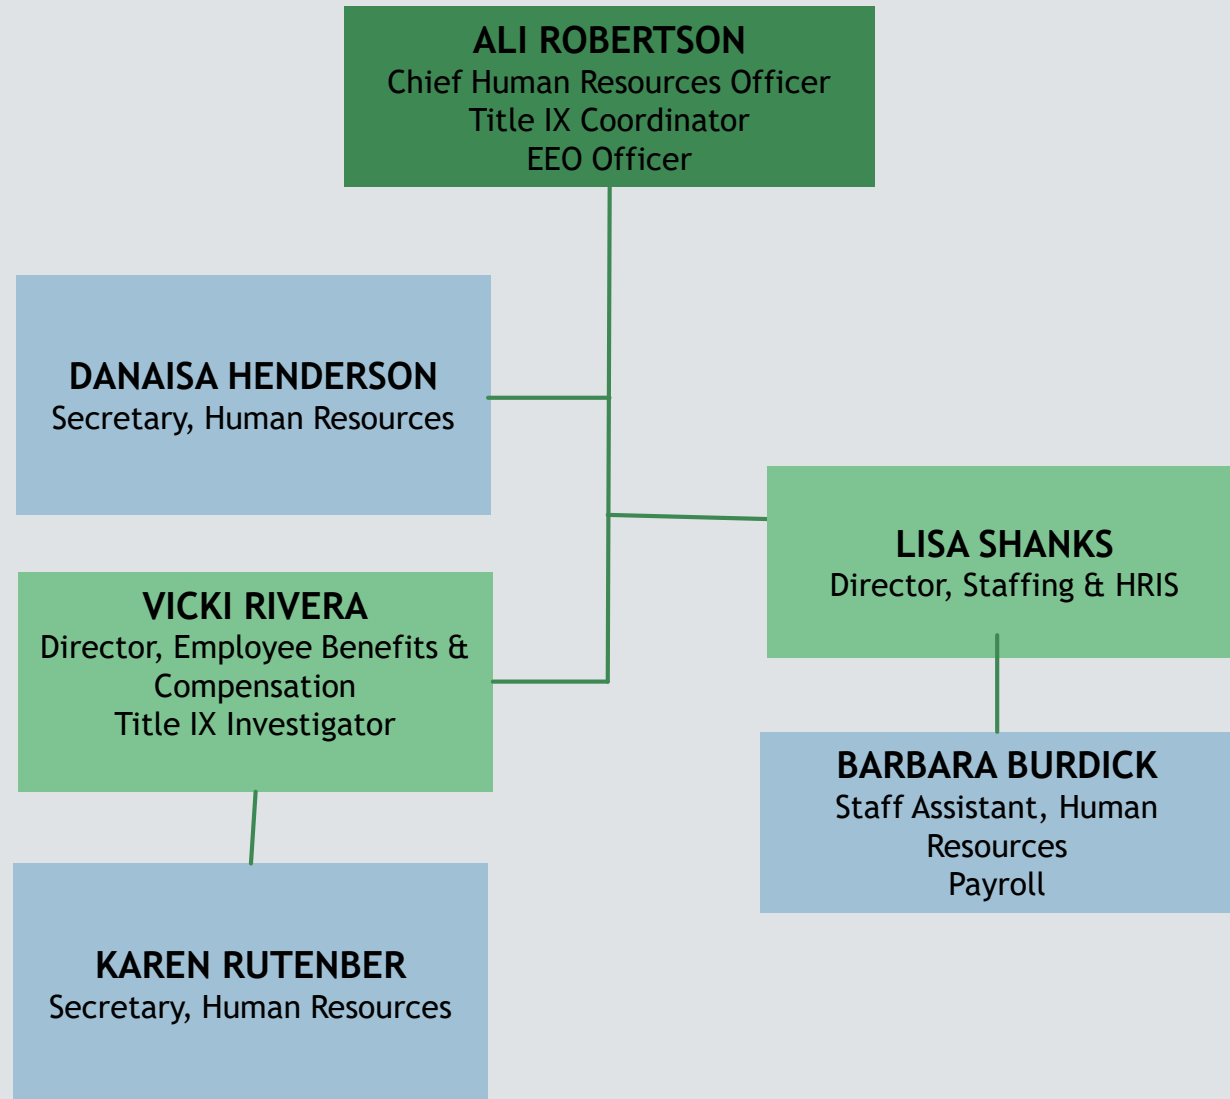 ALI ROBERTSON
Chief Human Resources Officer
Title IX Coordinator
EEO Officer
DANAISA HENDERSON
Secretary, Human Resources
LISA SHANKS
Director, Staffing & HRIS
VICKI RIVERA
Director, Employee Benefits &
Compensation
Title IX Investigator
BARBARA BURDICK
Staff Assistant, Human
Resources
Payroll
KAREN RUTENBER
Secretary, Human Resources